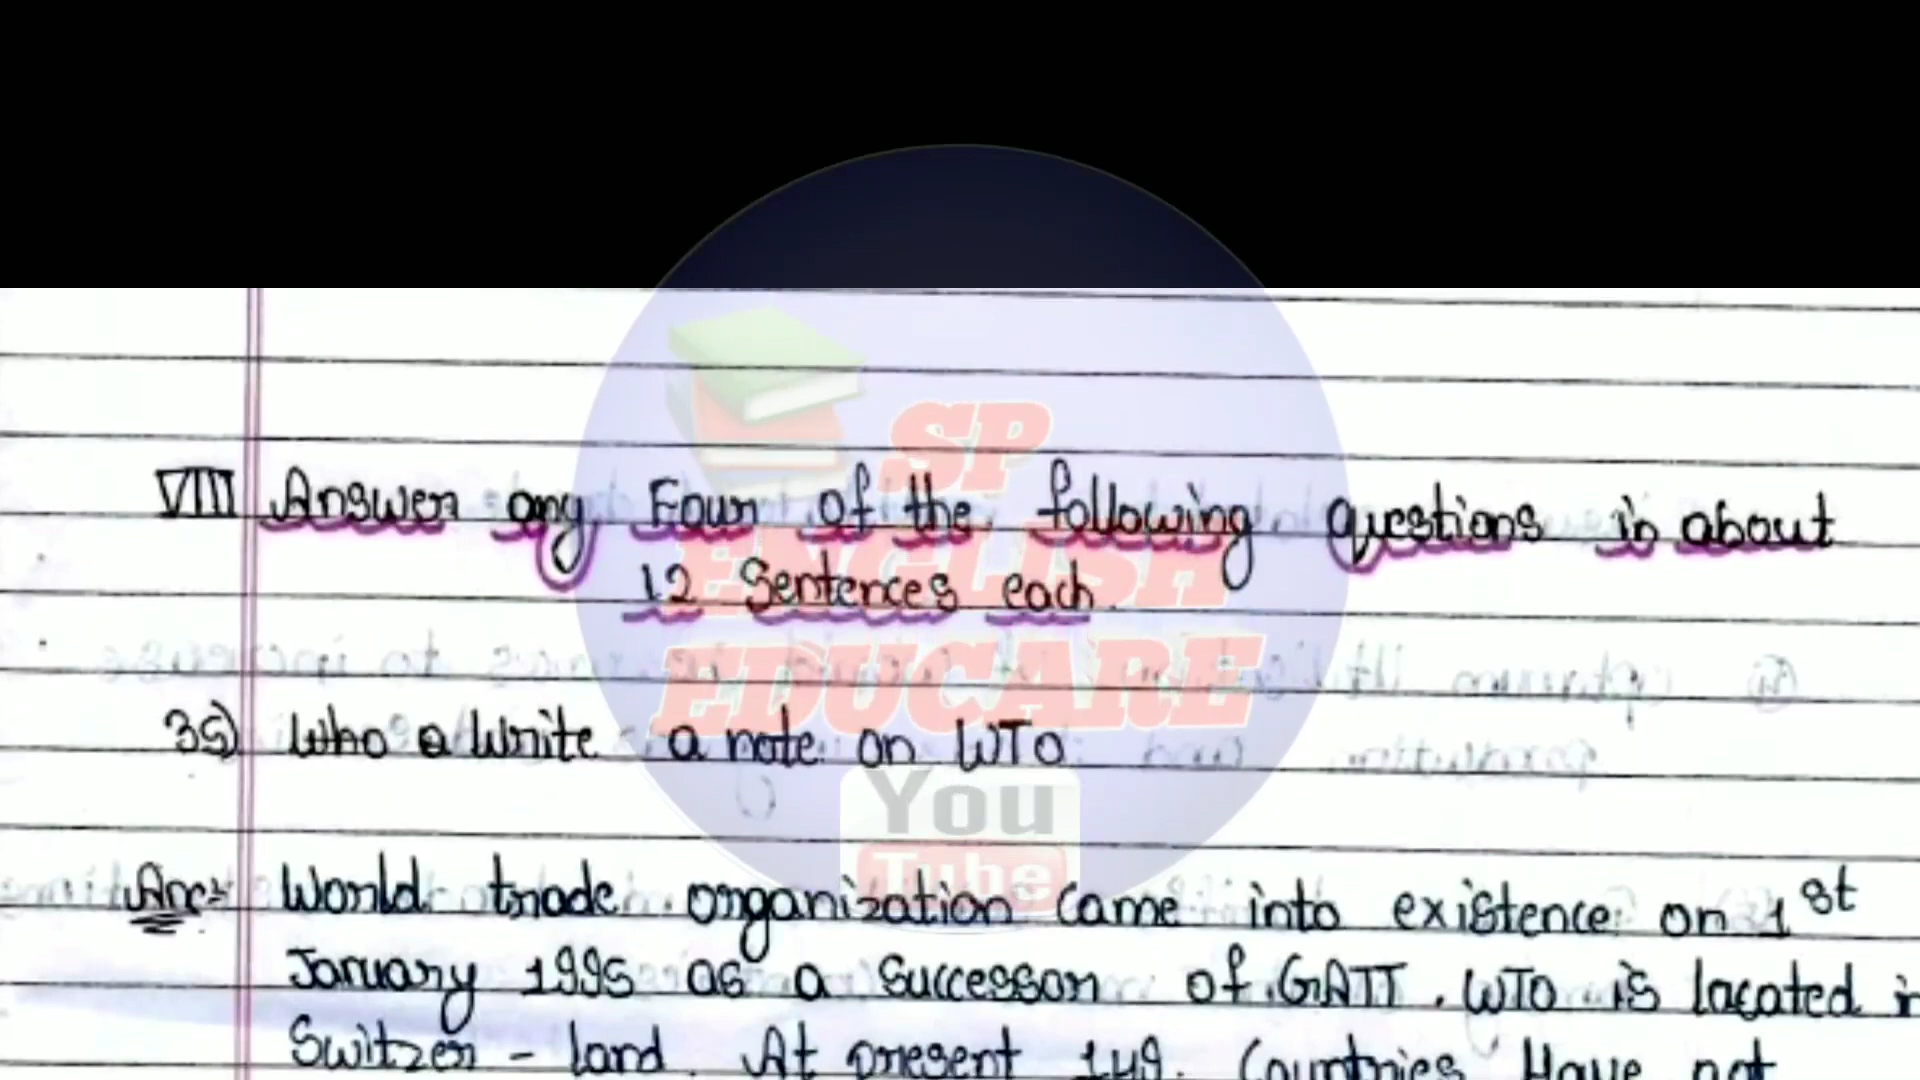 VIII Answer any Four of the following questions in about
12 Sentences each.
35) Who a Write a note on WTO
Ans:- World trade organization came into existence on 1st
January 1995 as a successor of GATT. WTO is located in
Switzer - land. At present 149. Countries Have not
SP
ENGLISH
EDUCARE
You
Tube